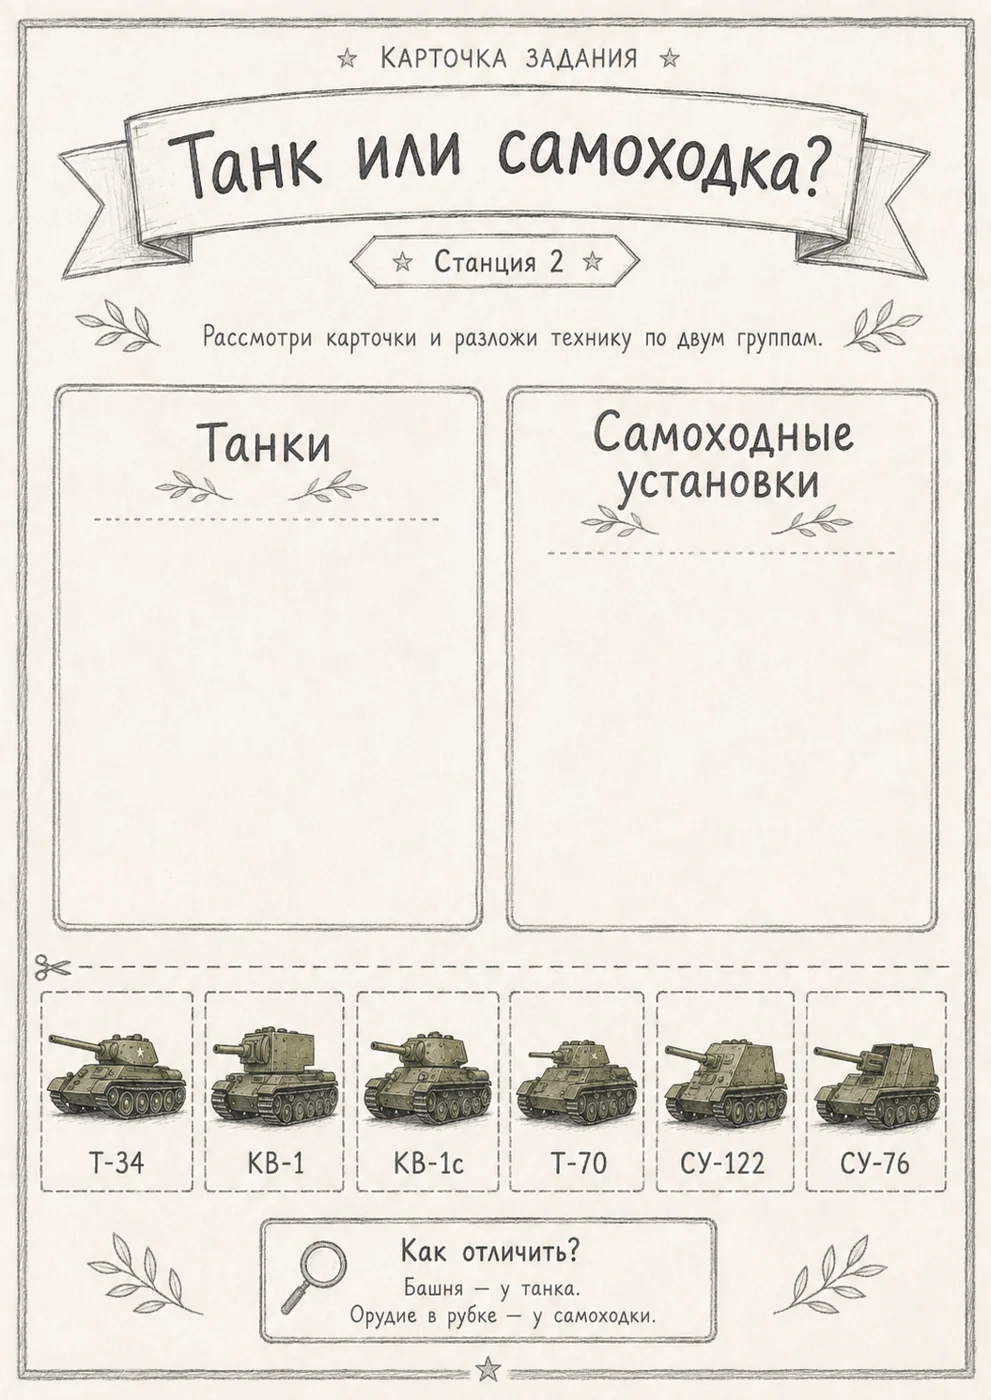 Карточка задания
Танк или самоходка?
Станция 2
Рассмотри карточки и разложи технику по двум группам.
Танки
Самоходные
установки
Т-34
КВ-1
КВ-1с
Т-70
СУ-122
СУ-76
Как отличить?
Башня — у танка.
Орудие в рубке — у самоходки.